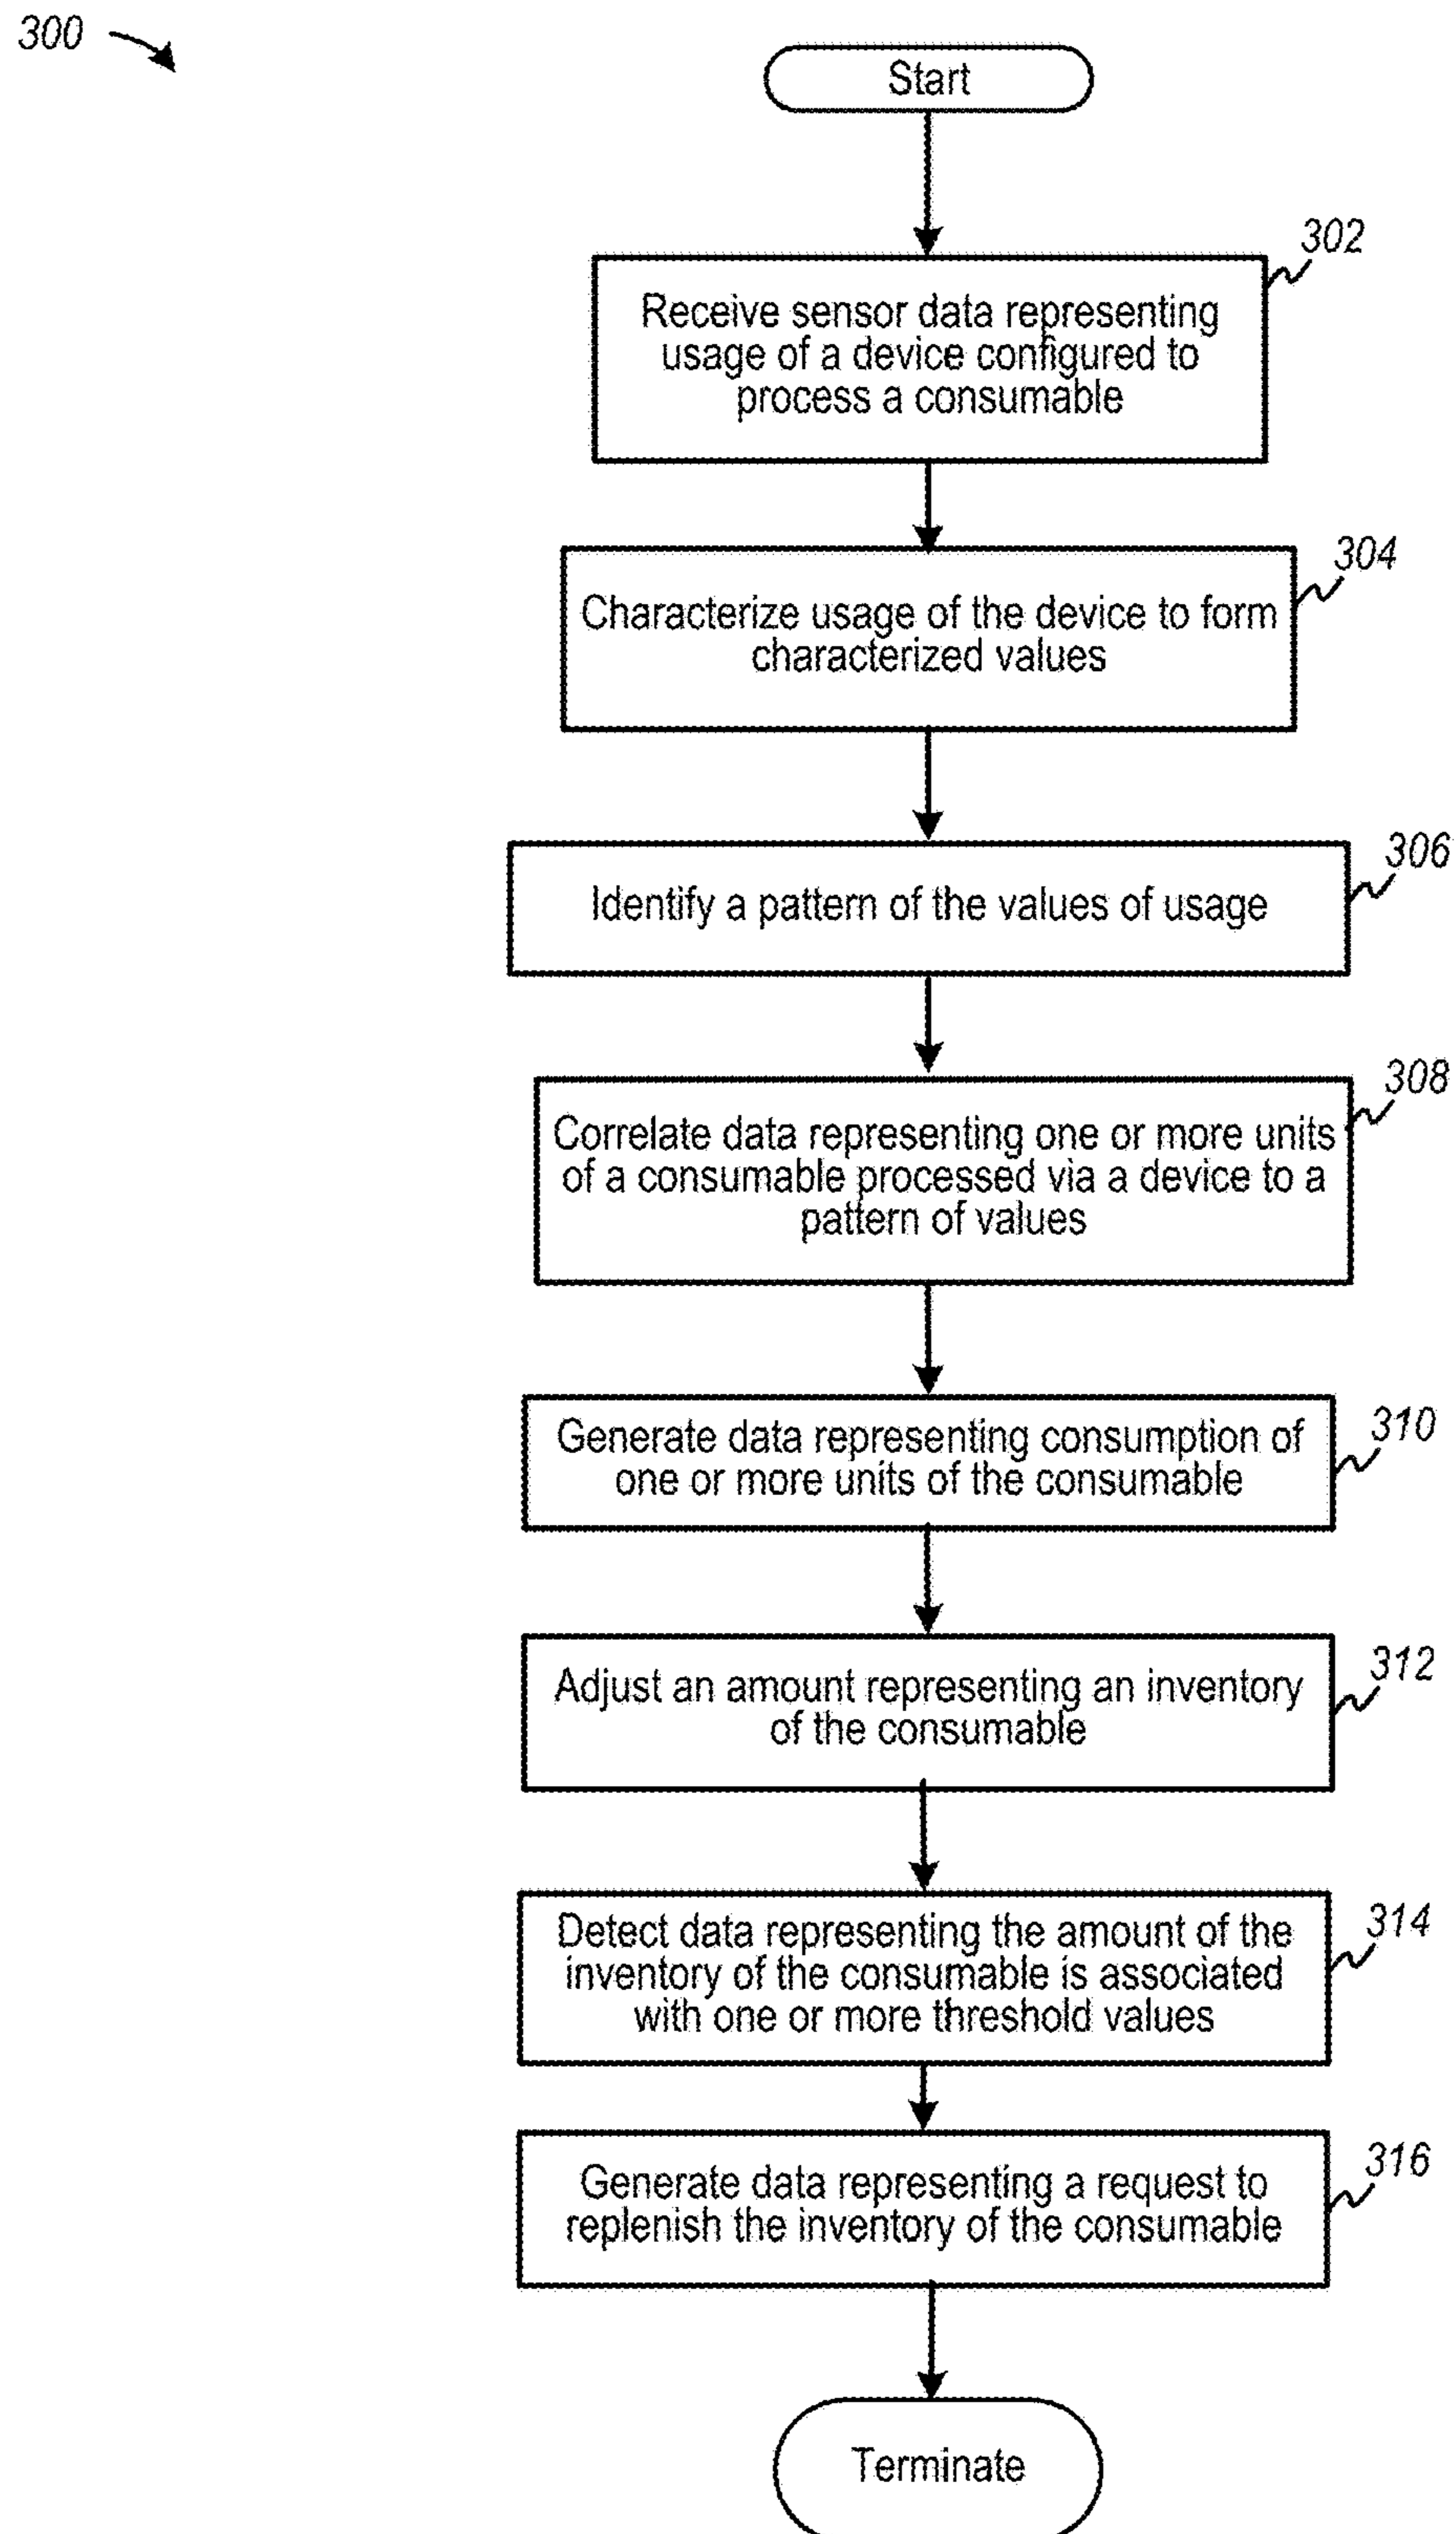 300
Start
302
Receive sensor data representing
usage of a device configured to
process a consumable
304
Characterize usage of the device to form
characterized values
306
Identify a pattern of the values of usage
308
Correlate data representing one or more units
of a consumable processed via a device to a
pattern of values
310
Generate data representing consumption of
one or more units of the consumable
312
Adjust an amount representing an inventory
of the consumable
314
Detect data representing the amount of the
inventory of the consumable is associated
with one or more threshold values
316
Generate data representing a request to
replenish the inventory of the consumable
Terminate